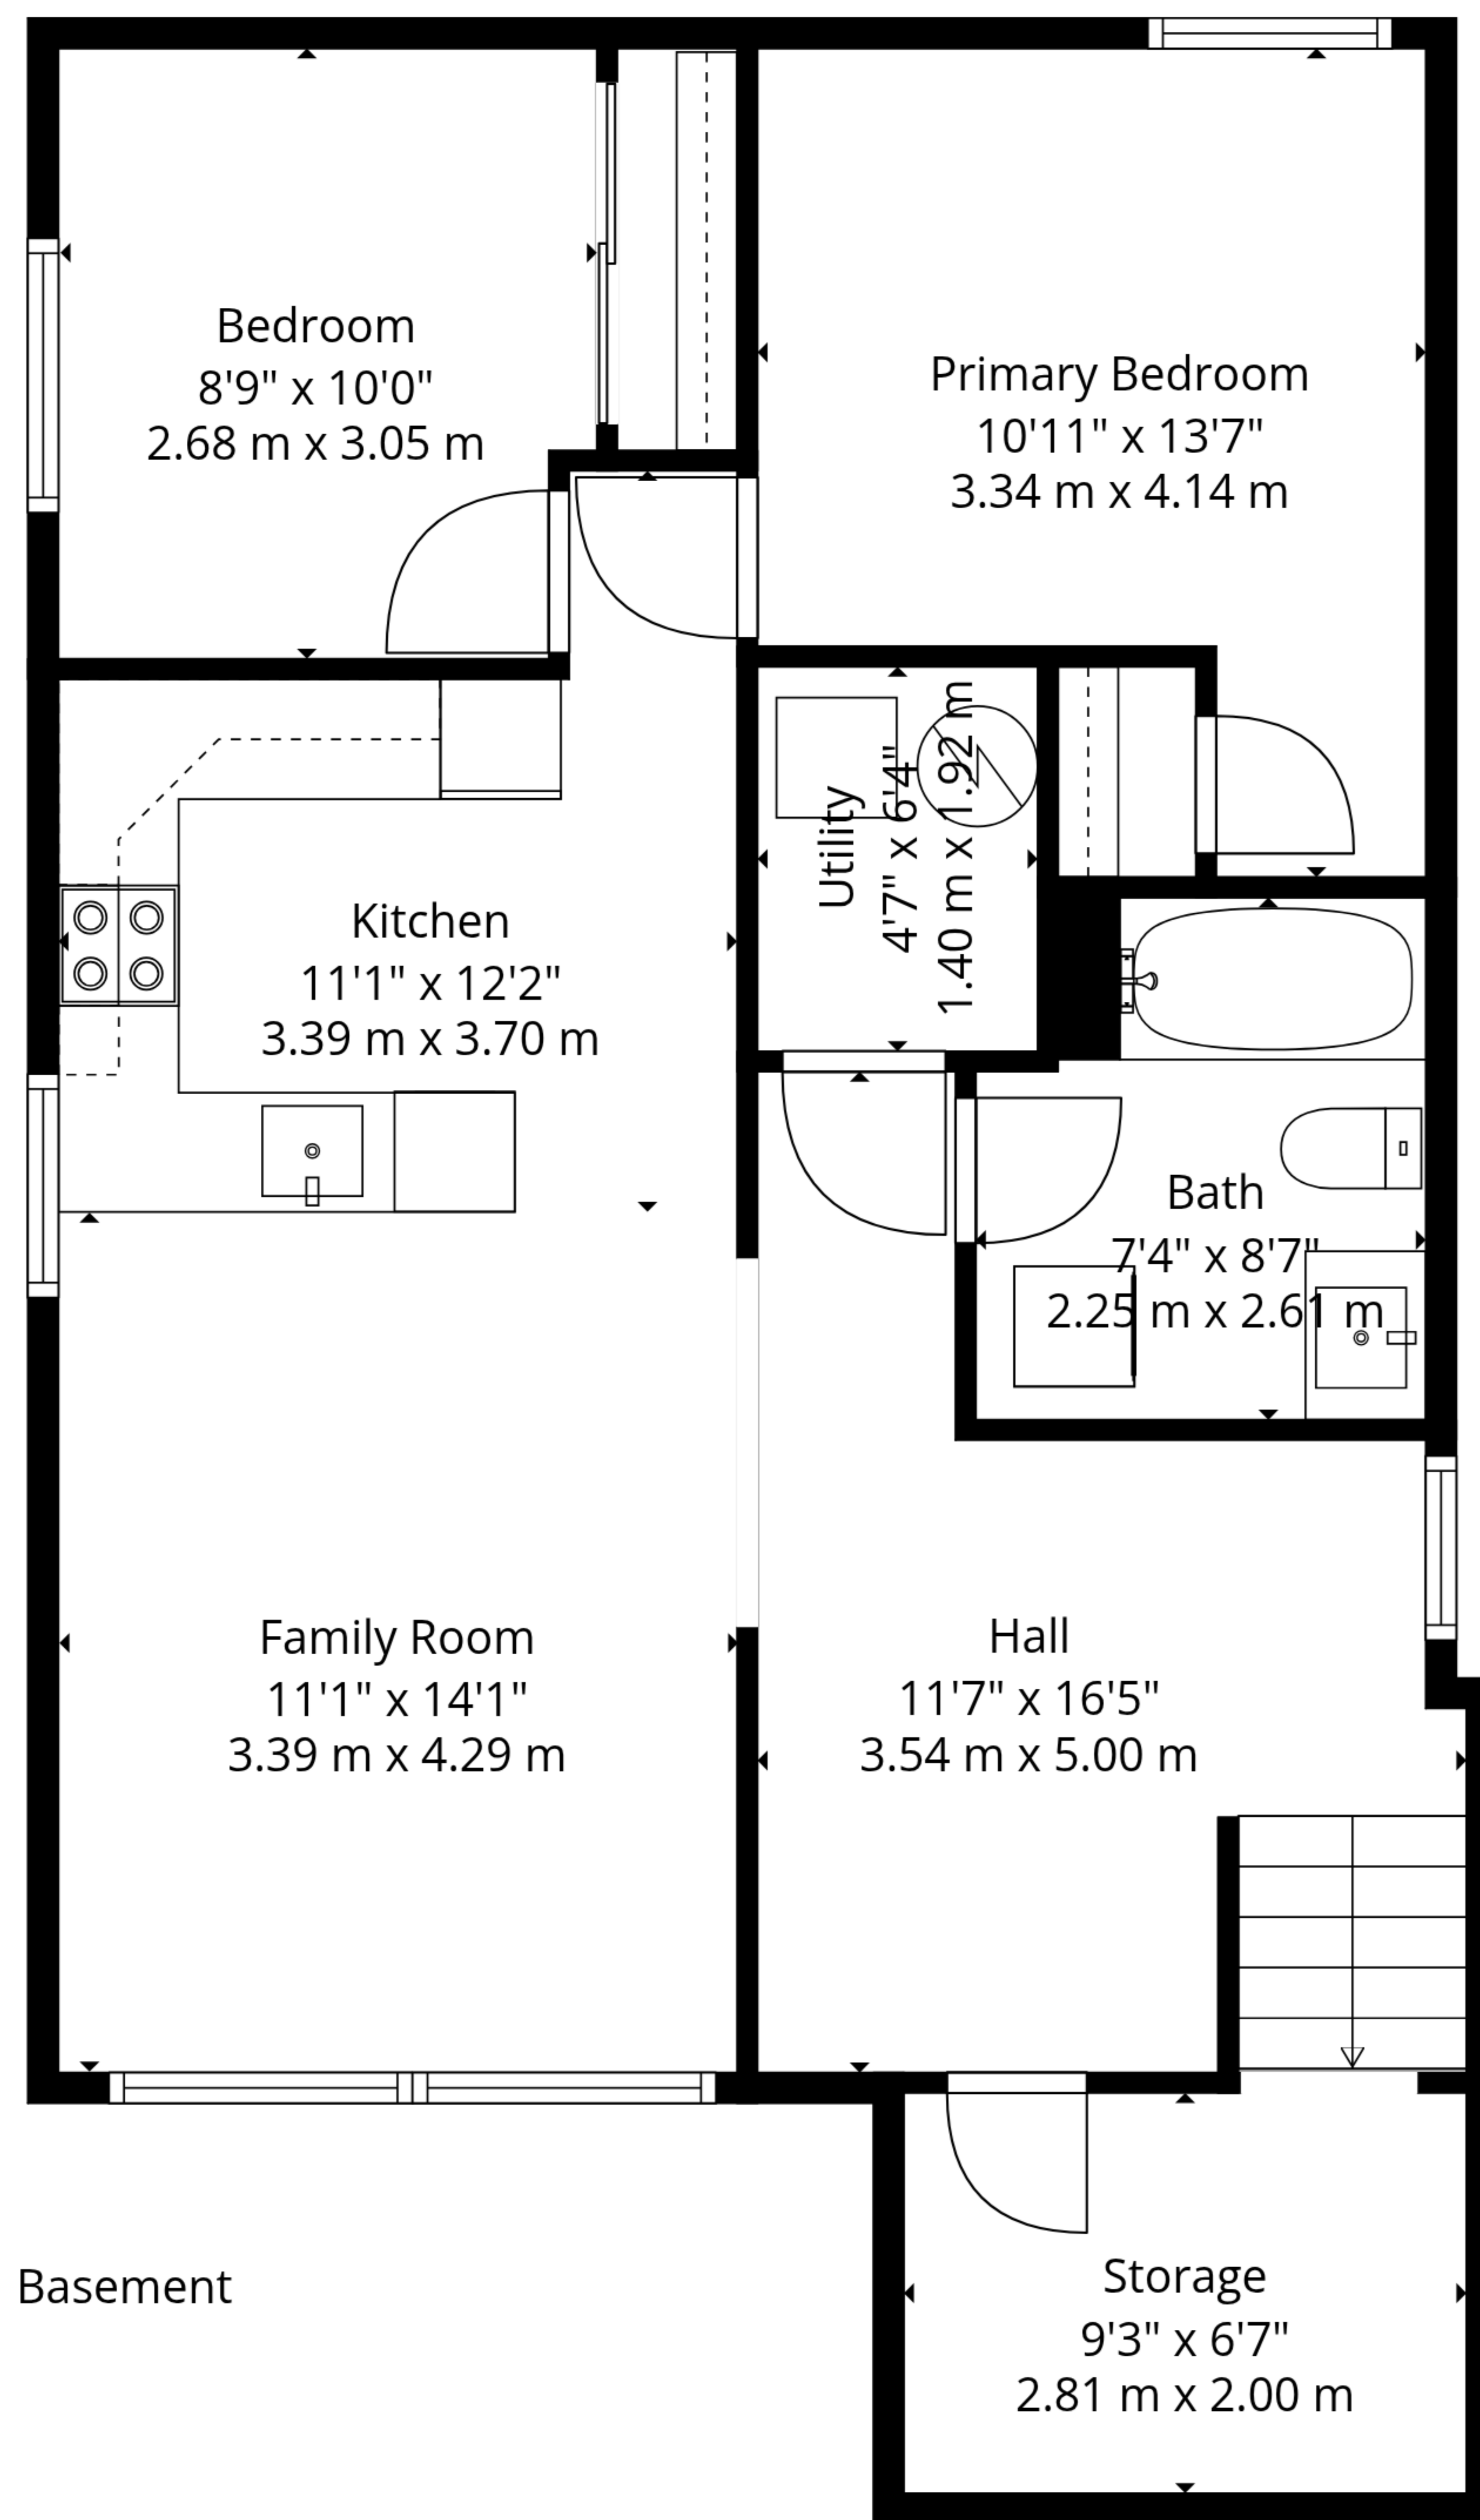 Bedroom
8'9" x 10'0"
2.68 m x 3.05 m
Primary Bedroom
10'11" x 13'7"
3.34 m x 4.14 m
Utility
4'7" x 6'4"
1.40 m x 1.92 m
Kitchen
11'1" x 12'2"
3.39 m x 3.70 m
Bath
7'4" x 8'7"
2.25 m x 2.61 m
Family Room
11'1" x 14'1"
3.39 m x 4.29 m
Hall
11'7" x 16'5"
3.54 m x 5.00 m
Basement
Storage
9'3" x 6'7"
2.81 m x 2.00 m